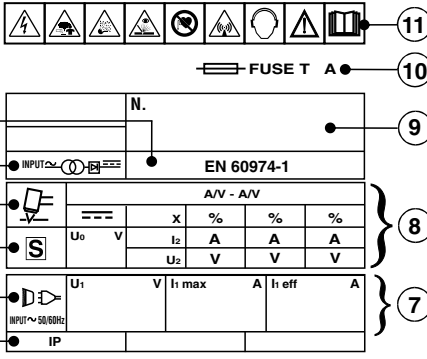 11
FUSE T A
10
N.
9
INPUT
EN 60974-1
A/V - A/V
X % % %
8
S
U0 V I2 A A A
U2 V V V
U1 V I1 max A I1 eff A
7
INPUT ~ 50/60Hz
IP